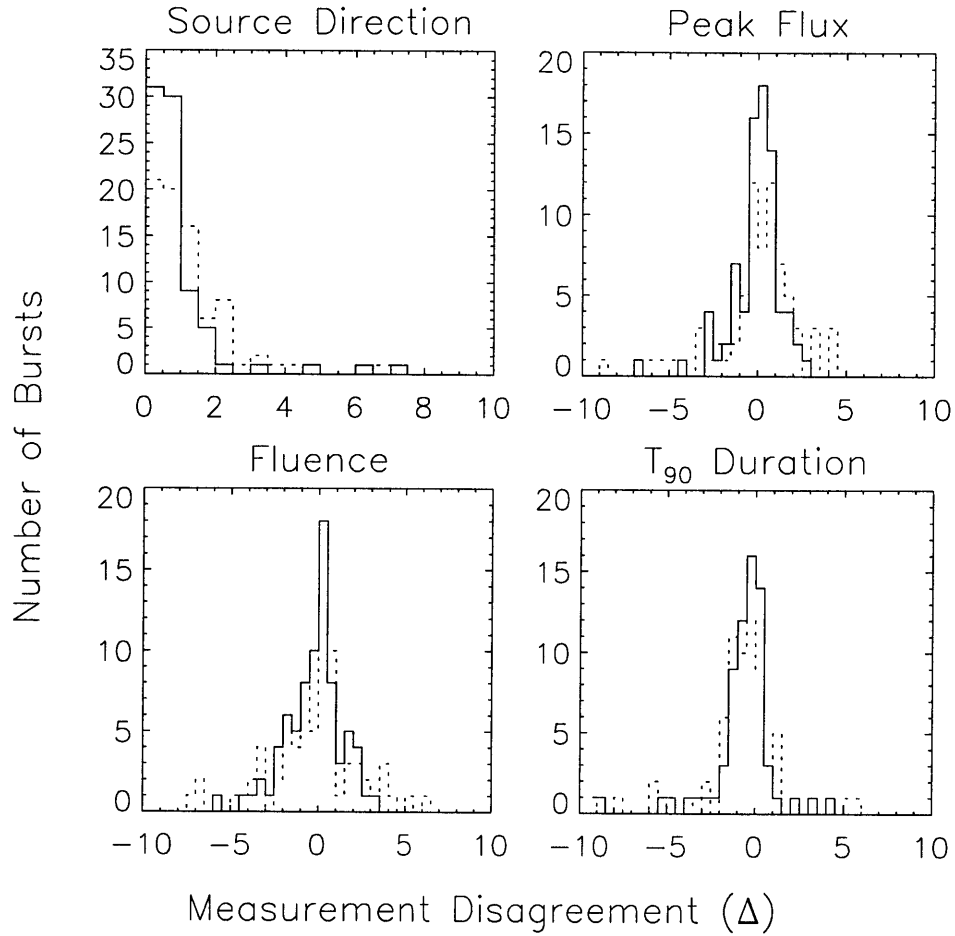 Source Direction
Peak Flux
35
30
25
20
15
10
5
0
0 2 4 6 8 10
20
15
10
5
0
−10 −5 0 5 10
Fluence
T90 Duration
20
15
10
5
0
−10 −5 0 5 10
20
15
10
5
0
−10 −5 0 5 10
Number of Bursts
Measurement Disagreement (Δ)